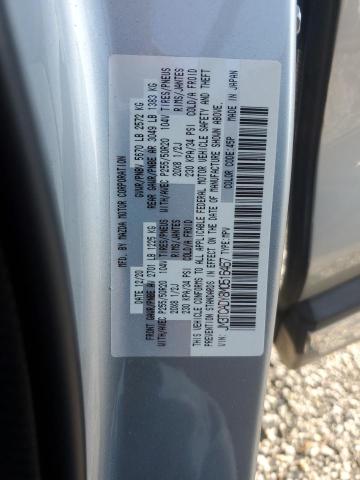 MFD. BY: MAZDA MOTOR CORPORATION
12/20 GVWR/PNBV: 5670 LB 2572 KG
FRONT GAWR/PNBE AV 2701 LB 1225 KG REAR GAWR/PNBE AR 3049 LB 1383 KG
WITH/AVEC P255/50R20 104V TIRES/PNEUS WITH/AVEC P255/50R20 104V TIRES/PNEUS
20X8 1/2J RIMS/JANTES 20X8 1/2J RIMS/JANTES
230 KPA/34 PSI COLD/A FROID 230 KPA/34 PSI COLD/A FROID
THIS VEHICLE CONFORMS TO ALL APPLICABLE FEDERAL MOTOR VEHICLE SAFETY AND THEFT
PREVENTION STANDARDS IN EFFECT ON THE DATE OF MANUFACTURE SHOWN ABOVE.
VIN: TYPE: MPV COLOR: 45P MADE IN JAPAN